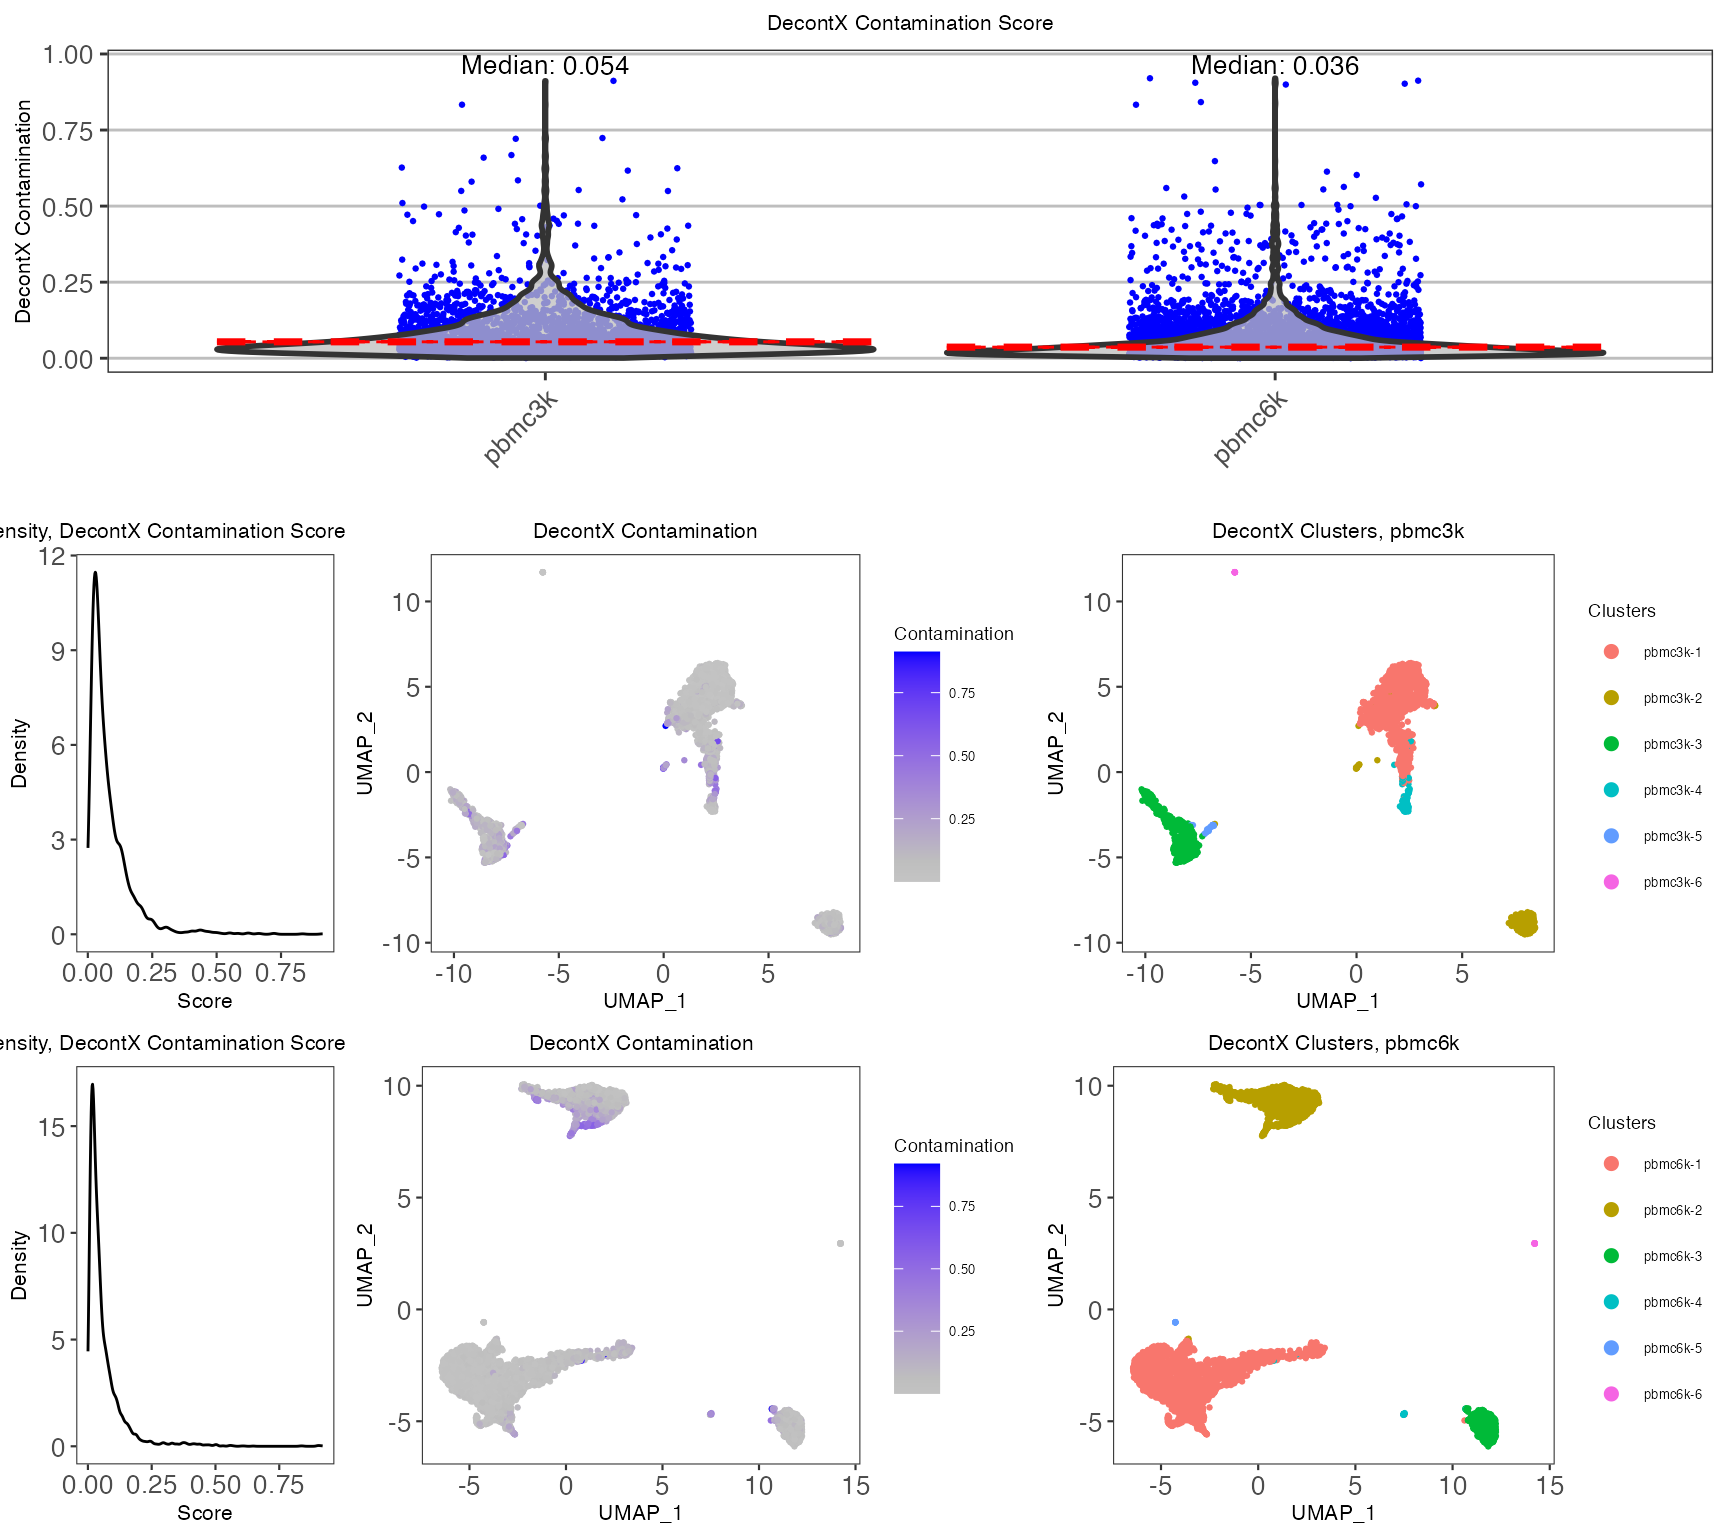 DecontX Contamination Score
Median: 0.054
Median: 0.036
DecontX Contamination
1.00
0.75
0.50
0.25
0.00
pbmc3k
pbmc6k
ensity, DecontX Contamination Score
Density
12
9
6
3
0
0.00 0.25 0.50 0.75
Score
DecontX Contamination
UMAP_2
10
5
0
-5
-10
-10 -5 0 5
UMAP_1
Contamination
0.75
0.50
0.25
DecontX Clusters, pbmc3k
UMAP_2
10
5
0
-5
-10
-10 -5 0 5
UMAP_1
Clusters
pbmc3k-1
pbmc3k-2
pbmc3k-3
pbmc3k-4
pbmc3k-5
pbmc3k-6
ensity, DecontX Contamination Score
Density
15
10
5
0
0.00 0.25 0.50 0.75
Score
DecontX Contamination
UMAP_2
10
5
0
-5
-5 0 5 10 15
UMAP_1
Contamination
0.75
0.50
0.25
DecontX Clusters, pbmc6k
UMAP_2
10
5
0
-5
-5 0 5 10 15
UMAP_1
Clusters
pbmc6k-1
pbmc6k-2
pbmc6k-3
pbmc6k-4
pbmc6k-5
pbmc6k-6